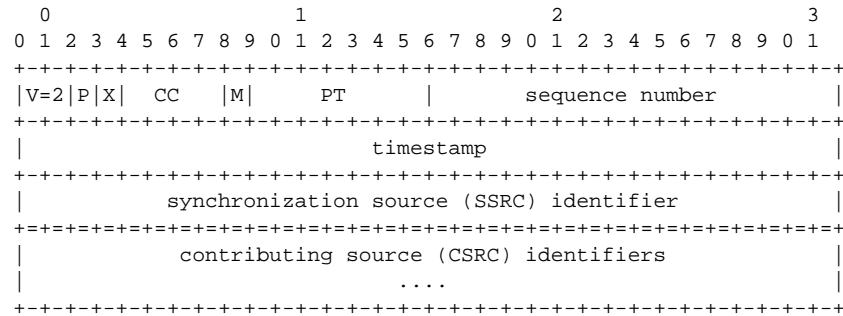 0                   1                   2                   3
0 1 2 3 4 5 6 7 8 9 0 1 2 3 4 5 6 7 8 9 0 1 2 3 4 5 6 7 8 9 0 1
+-+-+-+-+-+-+-+-+-+-+-+-+-+-+-+-+-+-+-+-+-+-+-+-+-+-+-+-+-+-+-+-+
|V=2|P|X|  CC   |M|     PT      |       sequence number         |
+-+-+-+-+-+-+-+-+-+-+-+-+-+-+-+-+-+-+-+-+-+-+-+-+-+-+-+-+-+-+-+-+
|                           timestamp                           |
+-+-+-+-+-+-+-+-+-+-+-+-+-+-+-+-+-+-+-+-+-+-+-+-+-+-+-+-+-+-+-+-+
|           synchronization source (SSRC) identifier            |
+=+=+=+=+=+=+=+=+=+=+=+=+=+=+=+=+=+=+=+=+=+=+=+=+=+=+=+=+=+=+=+=+
|            contributing source (CSRC) identifiers             |
|                             ....                              |
+-+-+-+-+-+-+-+-+-+-+-+-+-+-+-+-+-+-+-+-+-+-+-+-+-+-+-+-+-+-+-+-+